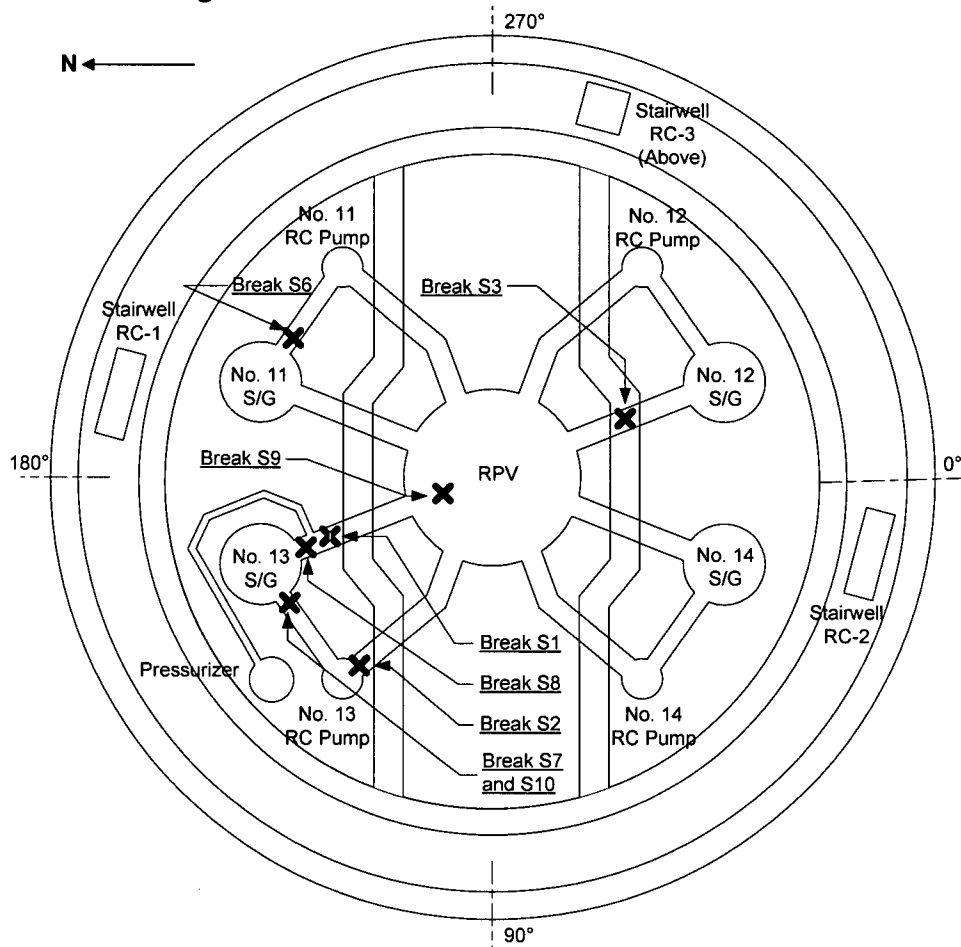 270°
N
Stairwell
RC-3
(Above)
No. 11
RC Pump
No. 12
RC Pump
Break S6
Break S3
Stairwell
RC-1
No. 11
S/G
No. 12
S/G
180°
Break S9
RPV
0°
No. 13
S/G
No. 14
S/G
Stairwell
RC-2
Break S1
Pressurizer
Break S8
No. 13
RC Pump
Break S2
No. 14
RC Pump
Break S7
and S10
90°